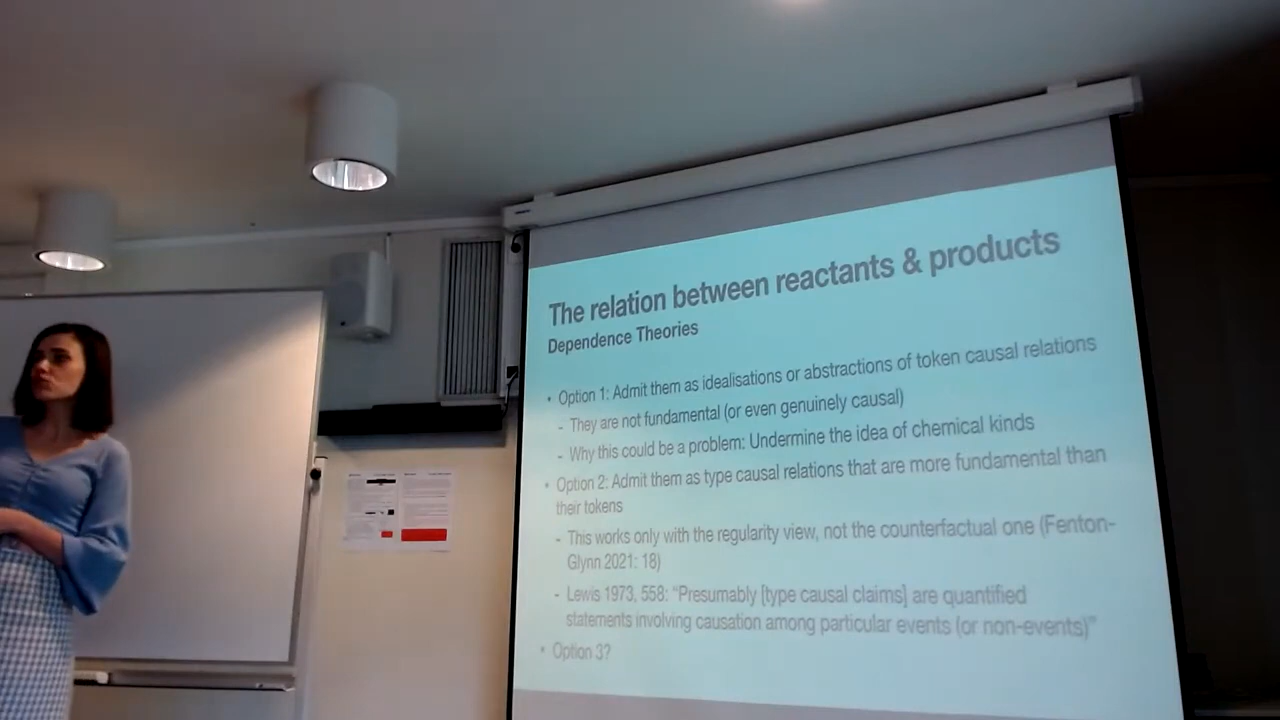 The relation between reactants & products
Dependence Theories
• Option 1: Admit them as idealisations or abstractions of token causal relations
- They are not fundamental (or even genuinely causal)
- Why this could be a problem: Undermine the idea of chemical kinds
• Option 2: Admit them as type causal relations that are more fundamental than
their tokens
- This works only with the regularity view, not the counterfactual one (Fenton-
Glynn 2021: 18)
- Lewis 1973, 558: “Presumably [type causal claims] are quantified
statements involving causation among particular events (or non-events)”
• Option 3?